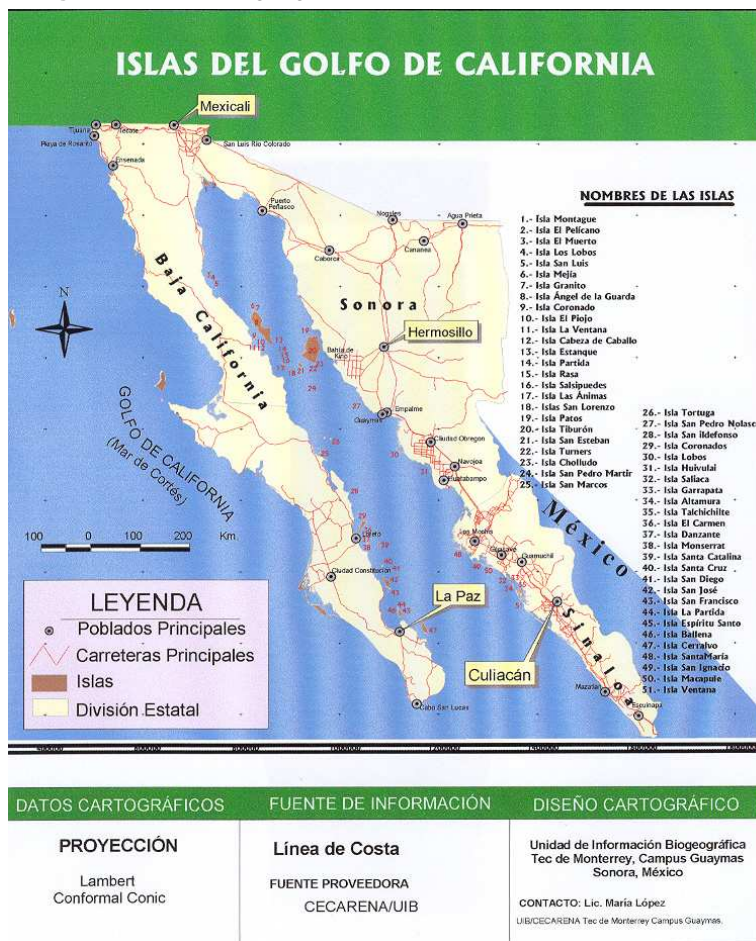 ISLAS DEL GOLFO DE CALIFORNIA
Mexicali
Tijuana
Tecate
Playa de Rosarito
San Luis Río Colorado
Ensenada
Puerto Peñasco
Nogales
Agua Prieta
Cananea
Caborca
Baja California
Sonora
N
Hermosillo
Bahía de Kino
Empalme
Guaymas
Ciudad Obregon
Navojoa
Huatabampo
GOLFO DE CALIFORNIA
(Mar de Cortés)
México
Loreto
Los Mochis
Guasave
Guamuchil
Ciudad Constitución
La Paz
Culiacán
Sinaloa
Mazatlán
Escuinapa
Cabo San Lucas
100 0 100 200 Km.
NOMBRES DE LAS ISLAS
1.- Isla Montague
2.- Isla El Pelícano
3.- Isla El Muerto
4.- Isla Los Lobos
5.- Isla San Luis
6.- Isla Mejía
7.- Isla Granito
8.- Isla Ángel de la Guarda
9.- Isla Coronado
10.- Isla El Piojo
11.- Isla La Ventana
12.- Isla Cabeza de Caballo
13.- Isla Estanque
14.- Isla Partida
15.- Isla Rasa
16.- Isla Salsipuedes
17.- Isla Las Ánimas
18.- Islas San Lorenzo
19.- Isla Patos
20.- Isla Tiburón
21.- Isla San Esteban
22.- Isla Turners
23.- Isla Cholludo
24.- Isla San Pedro Martir
25.- Isla San Marcos
26.- Isla Tortuga
27.- Isla San Pedro Nolasc
28.- Isla San ildefonso
29.- Isla Coronados
30.- Isla Lobos
31.- Isla Huivulai
32.- Isla Saliaca
33.- Isla Garrapata
34.- Isla Altamura
35.- Isla Talchichilte
36.- Isla El Carmen
37.- Isla Danzante
38.- Isla Monserrat
39.- Isla Santa Catalina
40.- Isla Santa Cruz
41.- Isla San Diego
42.- Isla San José
43.- Isla San Francisco
44.- Isla La Partida
45.- Isla Espíritu Santo
46.- Isla Ballena
47.- Isla Cerralvo
48.- Isla SantaMaría
49.- Isla San Ignacio
50.- Isla Macapule
51.- Isla Ventana
LEYENDA
Poblados Principales
Carreteras Principales
Islas
División Estatal
DATOS CARTOGRÁFICOS
PROYECCIÓN
Lambert
Conformal Conic
FUENTE DE INFORMACIÓN
Línea de Costa
FUENTE PROVEEDORA
CECARENA/UIB
DISEÑO CARTOGRÁFICO
Unidad de Información Biogeográfica
Tec de Monterrey, Campus Guaymas
Sonora, México
CONTACTO: Lic. María López
UIB/CECARENA Tec de Monterrey Campus Guaymas.